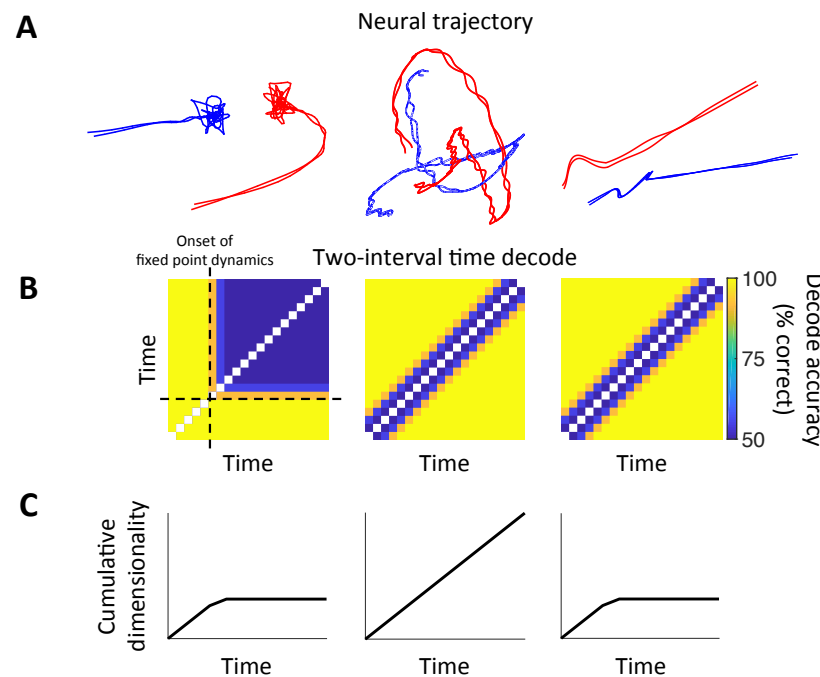 A
Neural trajectory
Onset of
fixed point dynamics
Two-interval time decode
B
Time
Time
Time
Time
100
75
50
Decode accuracy
(% correct)
C
Cumulative
dimensionality
Time
Time
Time